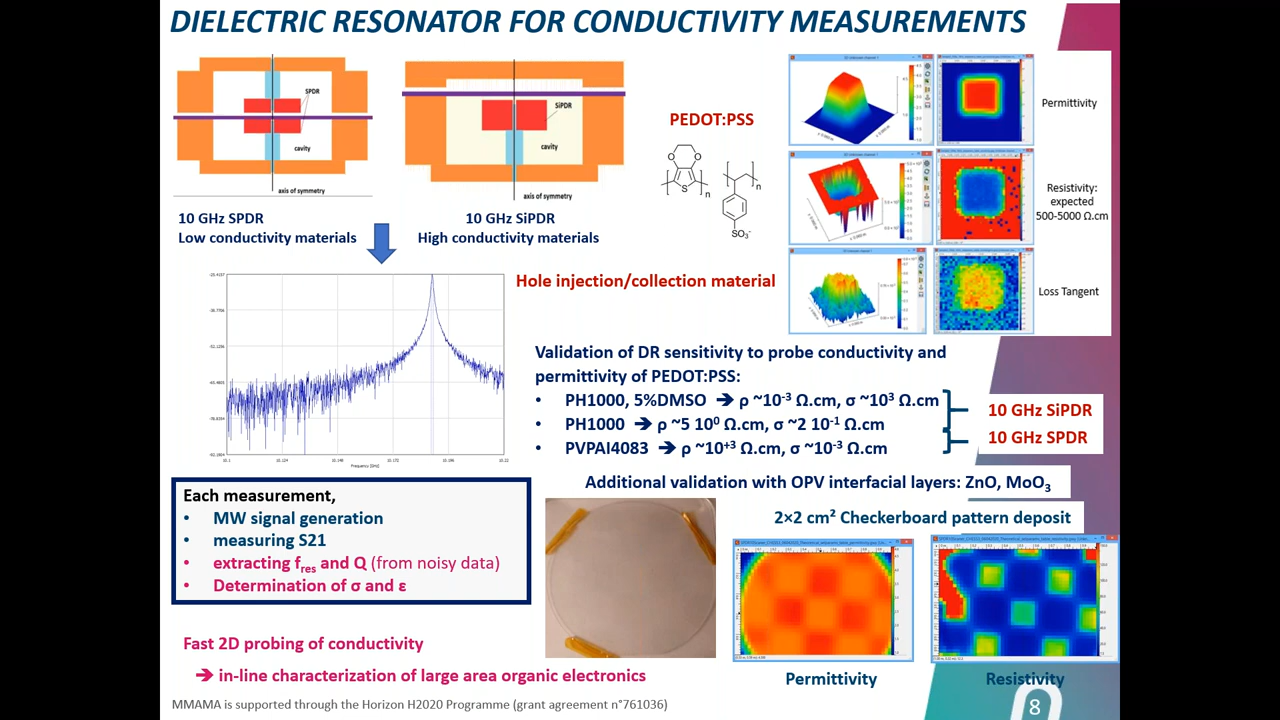 DIELECTRIC RESONATOR FOR CONDUCTIVITY MEASUREMENTS
SPDR
cavity
axis of symmetry
SiPDR
cavity
axis of symmetry
10 GHz SPDR
Low conductivity materials
10 GHz SiPDR
High conductivity materials
PEDOT:PSS
O
O
S
n
n
SO3-
Hole injection/collection material
Permittivity
Resistivity:
expected
500-5000 Ω.cm
Loss Tangent
Frequency [GHz]
Validation of DR sensitivity to probe conductivity and
permittivity of PEDOT:PSS:
• PH1000, 5%DMSO ➔ ρ ~10⁻³ Ω.cm, σ ~10³ Ω.cm
• PH1000 ➔ ρ ~5 10⁰ Ω.cm, σ ~2 10⁻¹ Ω.cm
• PVPAI4083 ➔ ρ ~10⁺³ Ω.cm, σ ~10⁻³ Ω.cm
10 GHz SiPDR
10 GHz SPDR
Additional validation with OPV interfacial layers: ZnO, MoO₃
2×2 cm² Checkerboard pattern deposit
Each measurement,
• MW signal generation
• measuring S21
• extracting fres and Q (from noisy data)
• Determination of σ and ε
Fast 2D probing of conductivity
➔ in-line characterization of large area organic electronics
Permittivity
Resistivity
MMAMA is supported through the Horizon H2020 Programme (grant agreement n°761036)
8